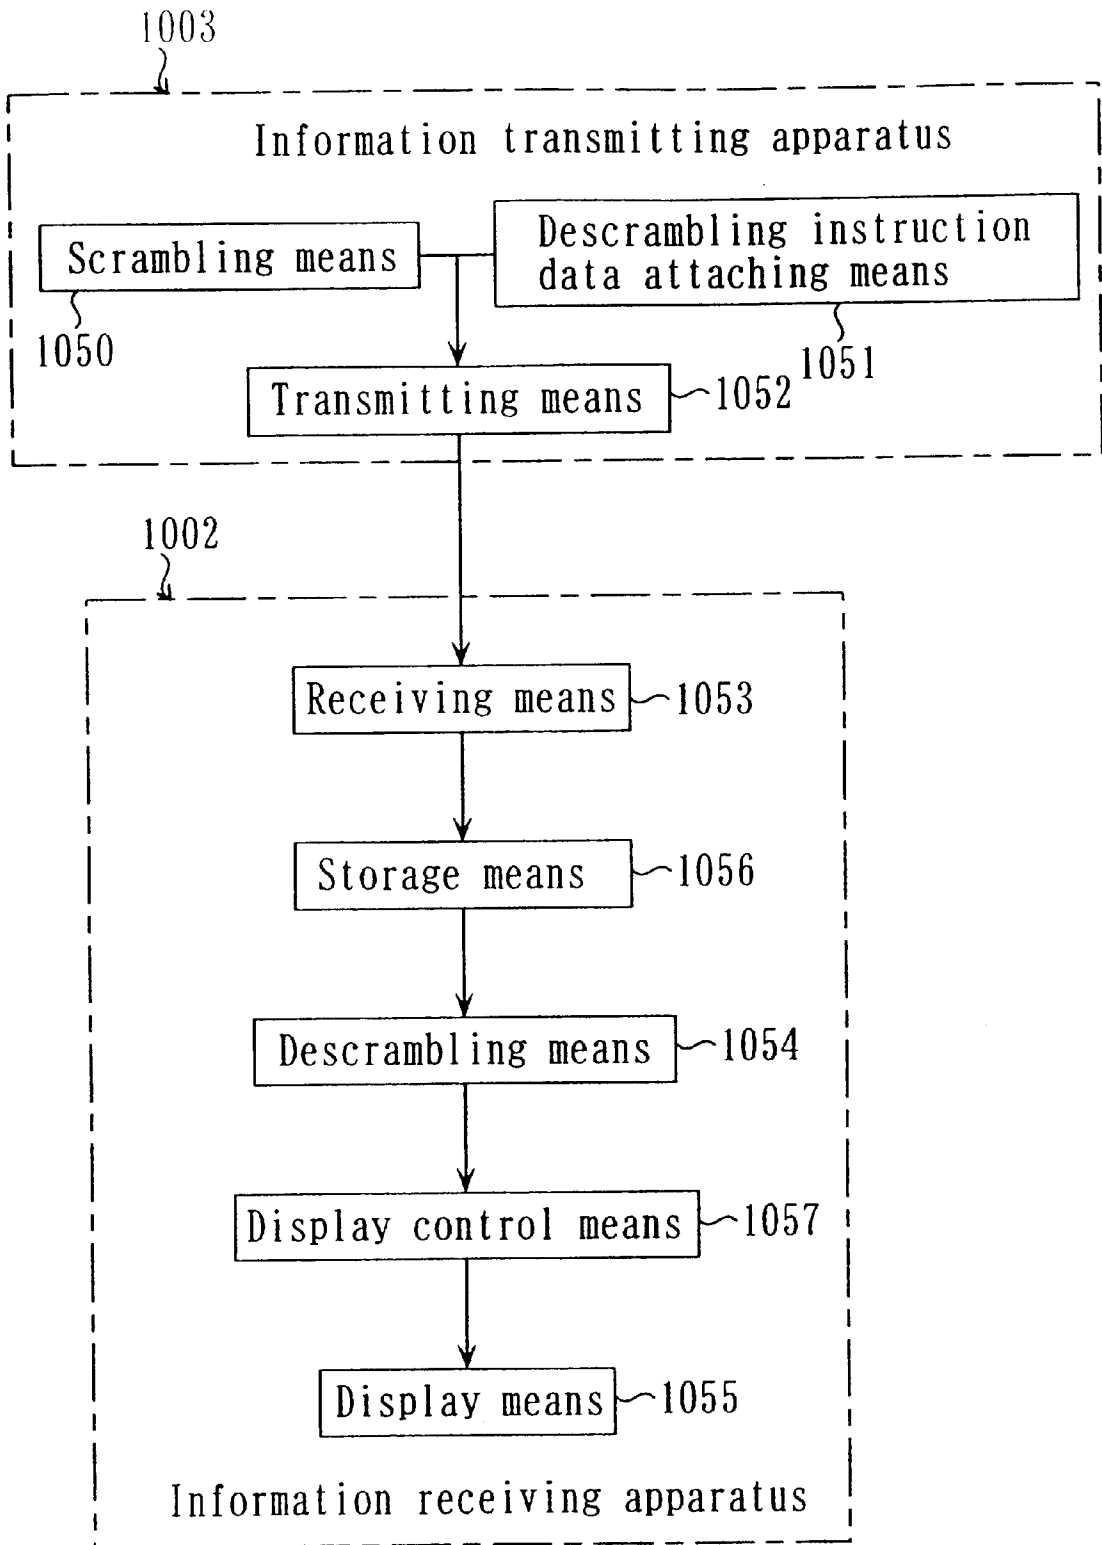 1003
Information transmitting apparatus
Scrambling means
Descrambling instruction
data attaching means
1050
1051
Transmitting means
1052
1002
Receiving means
1053
Storage means
1056
Descrambling means
1054
Display control means
1057
Display means
1055
Information receiving apparatus